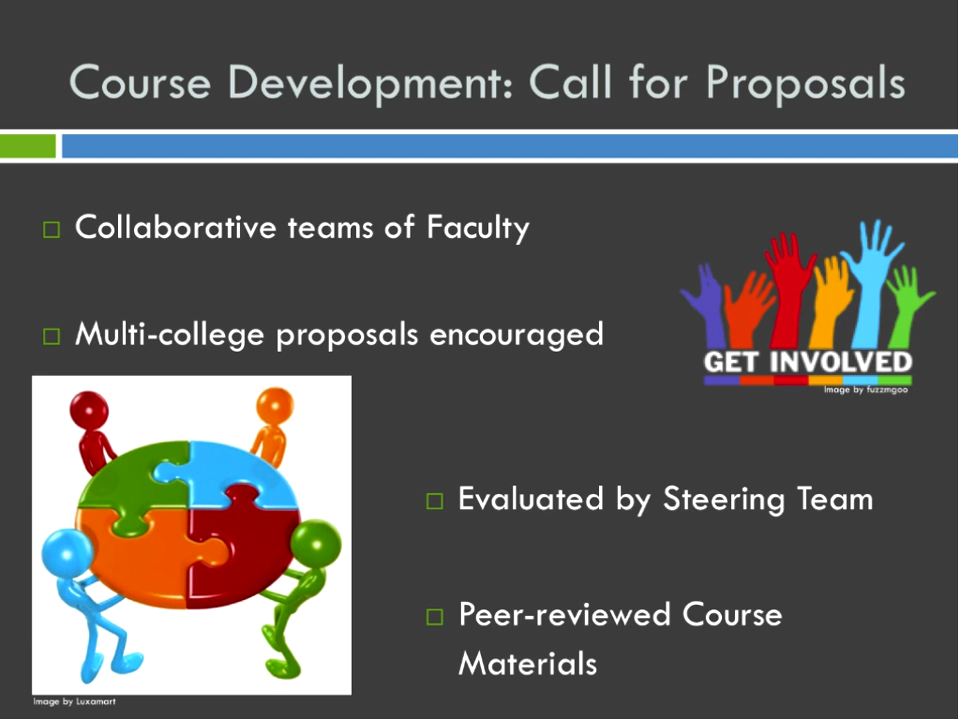 Course Development: Call for Proposals
Collaborative teams of Faculty
Multi-college proposals encouraged
GET INVOLVED
Image by fuzzmgoo
Evaluated by Steering Team
Peer-reviewed Course
Materials
Image by Luxamart